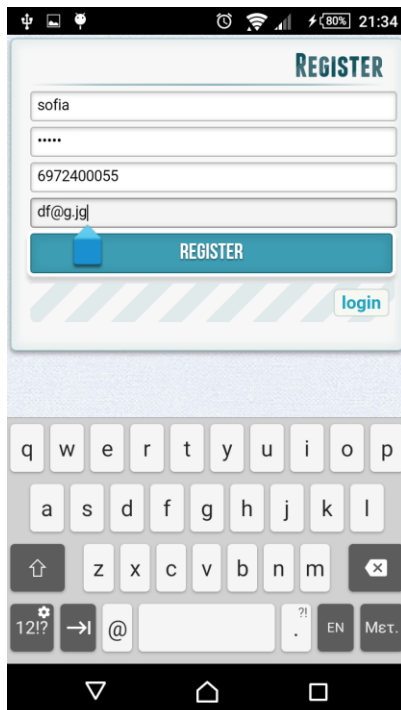 80% 21:34
REGISTER
sofia
•••••
6972400055
df@g.jg
REGISTER
login
q w e r t y u i o p
a s d f g h j k l
z x c v b n m
12!? @ ?! . EN Μετ.